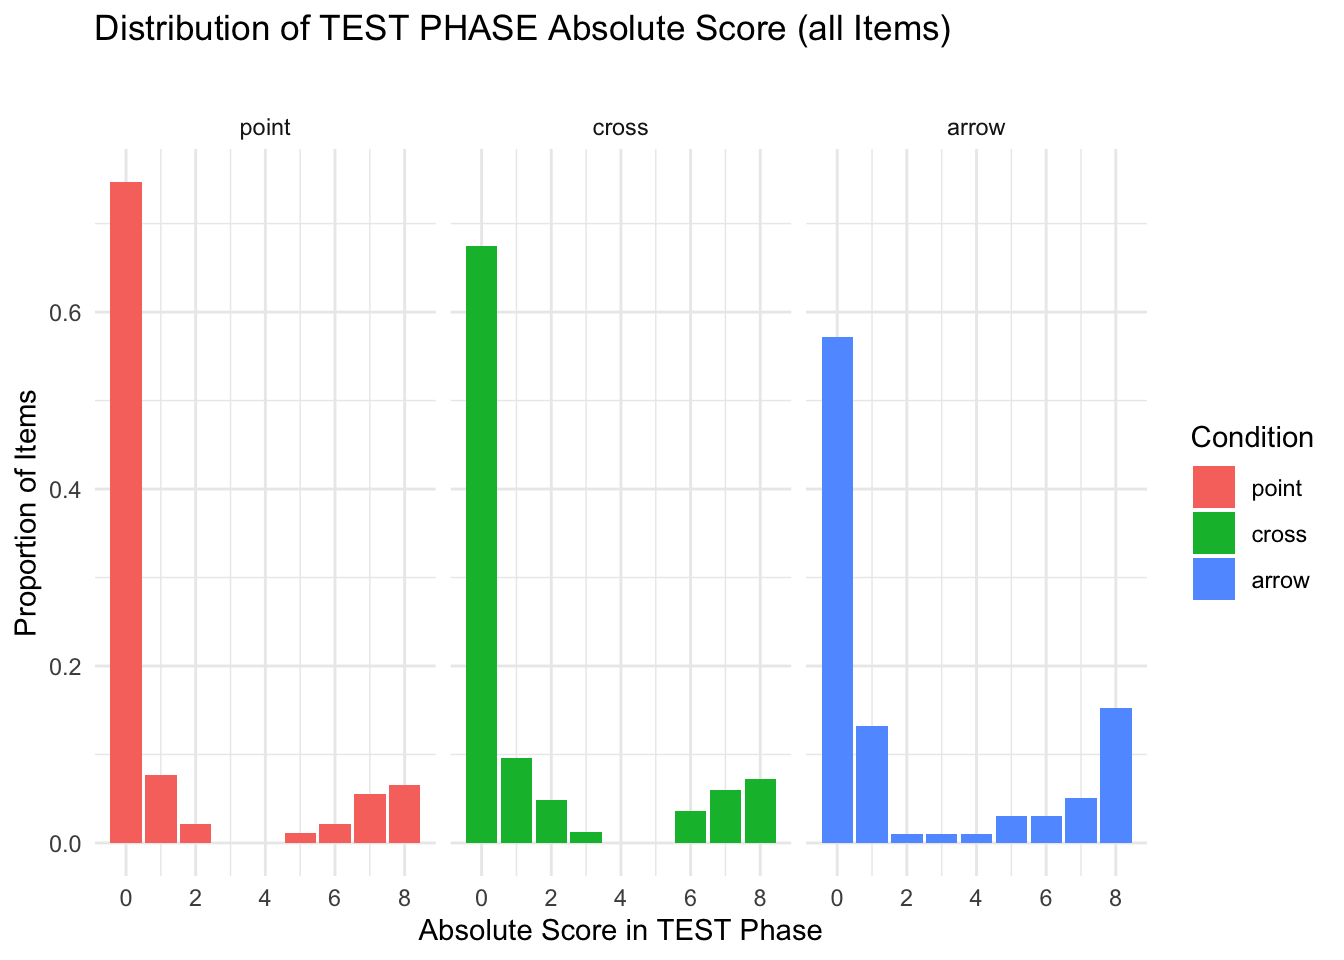 Distribution of TEST PHASE Absolute Score (all Items)
point
cross
arrow
Proportion of Items
0.6
0.4
0.2
0.0
0 2 4 6 8
0 2 4 6 8
0 2 4 6 8
Absolute Score in TEST Phase
Condition
point
cross
arrow